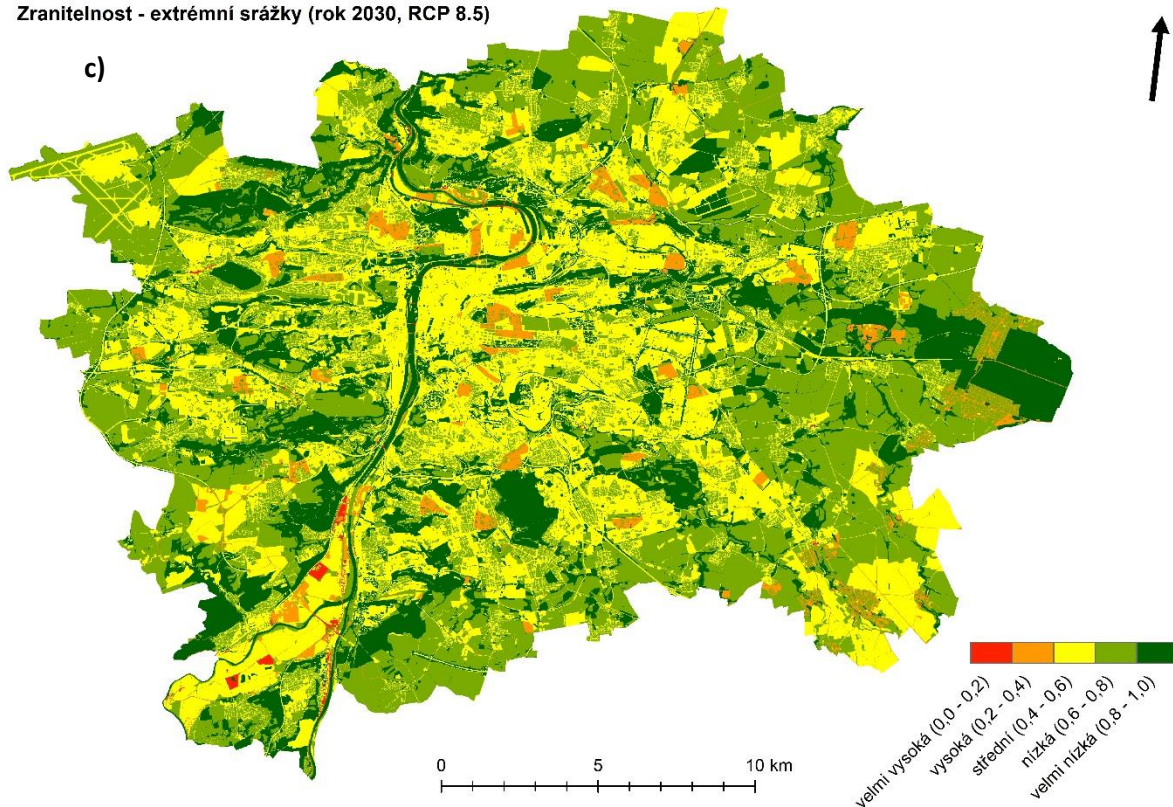 Zranitelnost - extrémní srážky (rok 2030, RCP 8.5)
c)
velmi vysoká (0,0 - 0,2)
vysoká (0,2 - 0,4)
střední (0,4 - 0,6)
nízká (0,6 - 0,8)
velmi nízká (0,8 - 1,0)
0 5 10 km